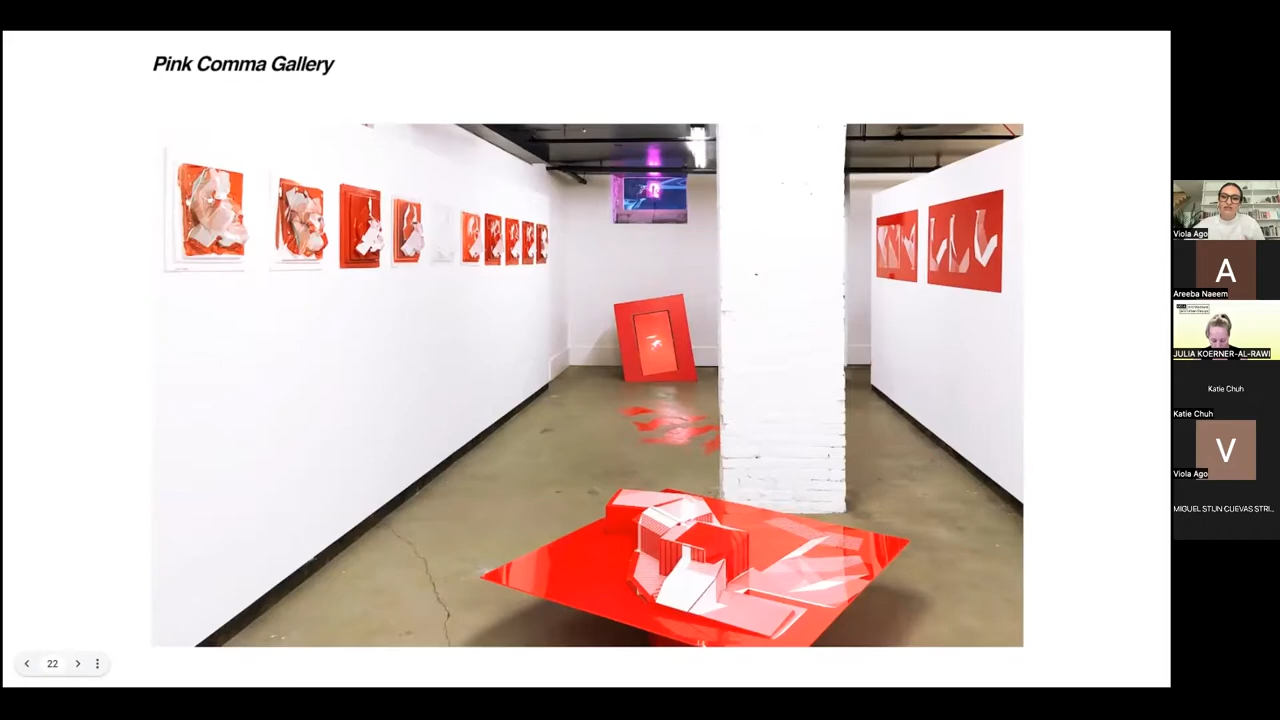 Pink Comma Gallery
Viola Ago
A
Areeba Naeem
JULIA KOERNER-AL-RAWI
Katie Chuh
Katie Chuh
V
Viola Ago
MIGUEL STIJN CUEVAS STRI...
22